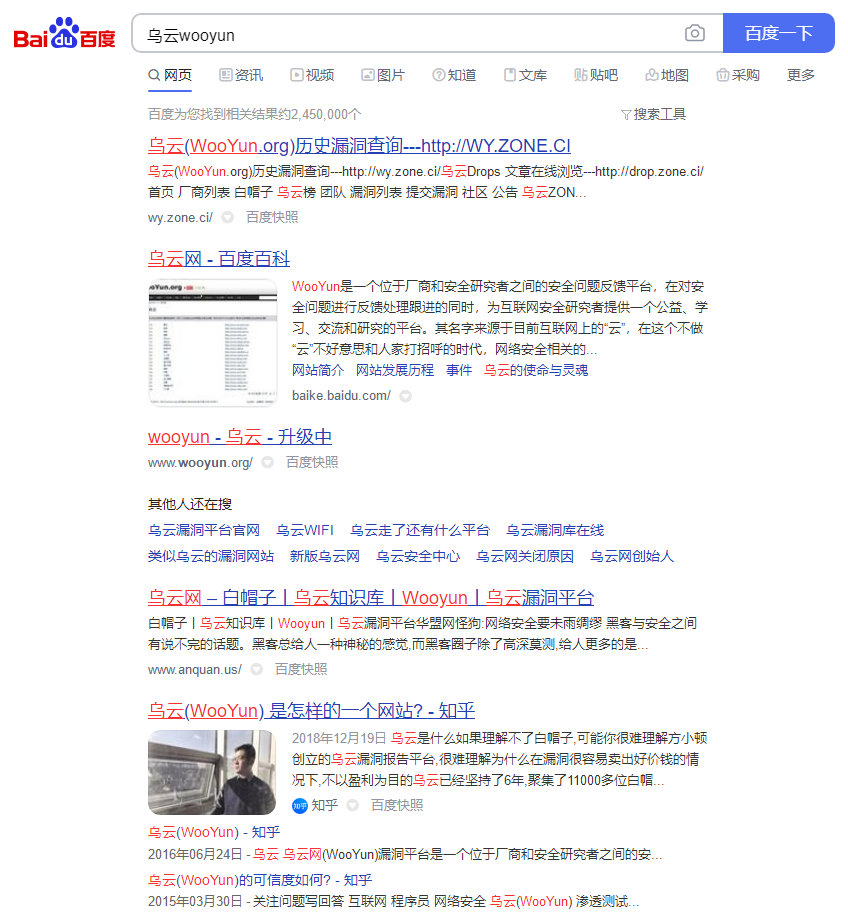 Bai du 百度 乌云wooyun 百度一下
网页 资讯 视频 图片 知道 文库 贴吧 地图 采购 更多
百度为您找到相关结果约2,450,000个 搜索工具
乌云(WooYun.org)历史漏洞查询---http://WY.ZONE.CI
乌云(WooYun.org)历史漏洞查询---http://wy.zone.ci/乌云Drops 文章在线浏览---http://drop.zone.ci/
首页 厂商列表 白帽子 乌云榜 团队 漏洞列表 提交漏洞 社区 公告 乌云ZON...
wy.zone.ci/ 百度快照
乌云网 - 百度百科
WooYun是一个位于厂商和安全研究者之间的安全问题反馈平台，在对安
全问题进行反馈处理跟进的同时，为互联网安全研究者提供一个公益、学
习、交流和研究的平台。其名字来源于目前互联网上的“云”，在这个不做
“云”不好意思和人家打招呼的时代，网络安全相关的...
网站简介 网站发展历程 事件 乌云的使命与灵魂
baike.baidu.com/
wooyun - 乌云 - 升级中
www.wooyun.org/ 百度快照
其他人还在搜
乌云漏洞平台官网 乌云WIFI 乌云走了还有什么平台 乌云漏洞库在线
类似乌云的漏洞网站 新版乌云网 乌云安全中心 乌云网关闭原因 乌云网创始人
乌云网 – 白帽子丨乌云知识库丨Wooyun丨乌云漏洞平台
白帽子丨乌云知识库丨Wooyun丨乌云漏洞平台华盟网怪狗:网络安全要未雨绸缪 黑客与安全之间
有说不完的话题。黑客总给人一种神秘的感觉,而黑客圈子除了高深莫测,给人更多的是...
www.anquan.us/ 百度快照
乌云(WooYun) 是怎样的一个网站? - 知乎
2018年12月19日 乌云是什么如果理解不了白帽子,可能你很难理解方小顿
创立的乌云漏洞报告平台,很难理解为什么在漏洞很容易卖出好价钱的情
况下,不以盈利为目的乌云已经坚持了6年,聚集了11000多位白帽...
知乎 知乎 百度快照
乌云(WooYun) - 知乎
2016年06月24日 - 乌云 乌云网(WooYun)漏洞平台是一个位于厂商和安全研究者之间的安...
乌云(WooYun)的可信度如何? - 知乎
2015年03月30日 - 关注问题写回答 互联网 程序员 网络安全 乌云(WooYun) 渗透测试...